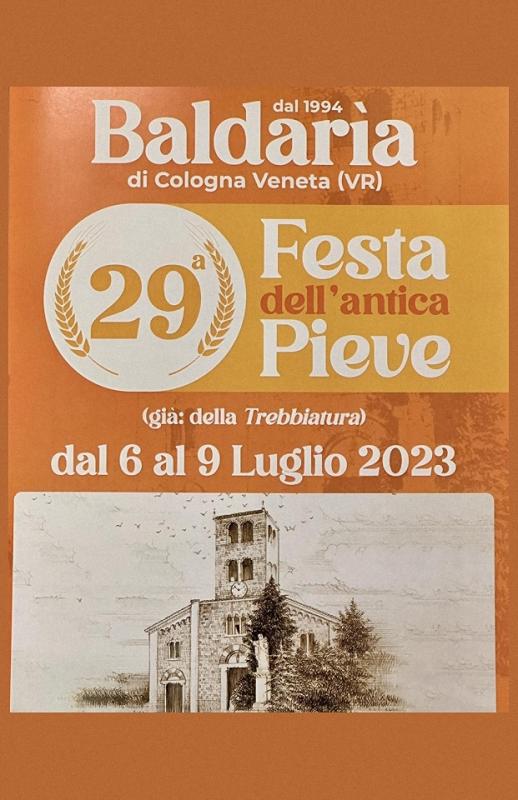 dal 1994
Baldarìa
di Cologna Veneta (VR)
29ª
Festa
dell'antica
Pieve
(già: della Trebbiatura)
dal 6 al 9 Luglio 2023